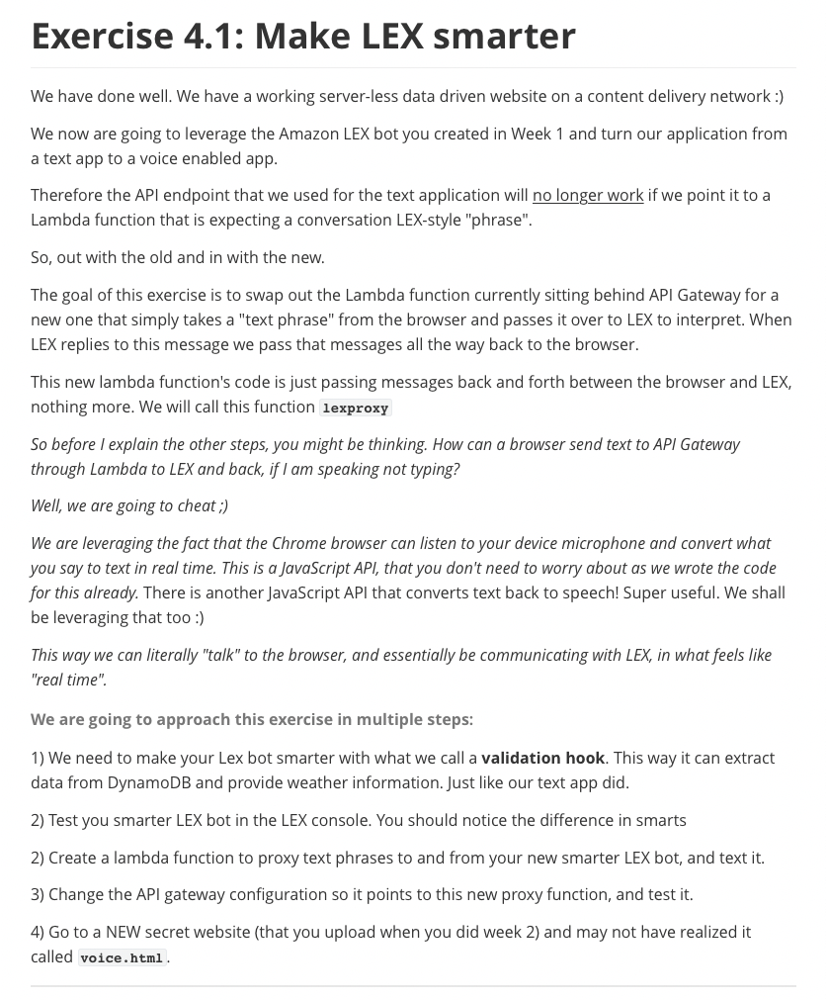 Exercise 4.1: Make LEX smarter
We have done well. We have a working server-less data driven website on a content delivery network :)
We now are going to leverage the Amazon LEX bot you created in Week 1 and turn our application from
a text app to a voice enabled app.
Therefore the API endpoint that we used for the text application will no longer work if we point it to a
Lambda function that is expecting a conversation LEX-style "phrase".
So, out with the old and in with the new.
The goal of this exercise is to swap out the Lambda function currently sitting behind API Gateway for a
new one that simply takes a "text phrase" from the browser and passes it over to LEX to interpret. When
LEX replies to this message we pass that messages all the way back to the browser.
This new lambda function's code is just passing messages back and forth between the browser and LEX,
nothing more. We will call this function lexproxy
So before I explain the other steps, you might be thinking. How can a browser send text to API Gateway
through Lambda to LEX and back, if I am speaking not typing?
Well, we are going to cheat ;)
We are leveraging the fact that the Chrome browser can listen to your device microphone and convert what
you say to text in real time. This is a JavaScript API, that you don't need to worry about as we wrote the code
for this already. There is another JavaScript API that converts text back to speech! Super useful. We shall
be leveraging that too :)
This way we can literally "talk" to the browser, and essentially be communicating with LEX, in what feels like
"real time".
We are going to approach this exercise in multiple steps:
1) We need to make your Lex bot smarter with what we call a validation hook. This way it can extract
data from DynamoDB and provide weather information. Just like our text app did.
2) Test you smarter LEX bot in the LEX console. You should notice the difference in smarts
2) Create a lambda function to proxy text phrases to and from your new smarter LEX bot, and text it.
3) Change the API gateway configuration so it points to this new proxy function, and test it.
4) Go to a NEW secret website (that you upload when you did week 2) and may not have realized it
called voice.html.